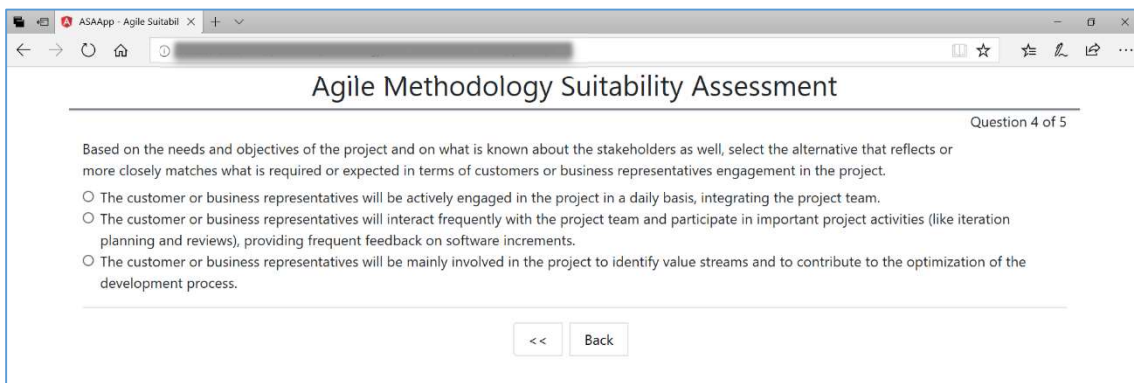 ASAApp - Agile Suitabil
Agile Methodology Suitability Assessment
Question 4 of 5
Based on the needs and objectives of the project and on what is known about the stakeholders as well, select the alternative that reflects or
more closely matches what is required or expected in terms of customers or business representatives engagement in the project.
The customer or business representatives will be actively engaged in the project in a daily basis, integrating the project team.
The customer or business representatives will interact frequently with the project team and participate in important project activities (like iteration
planning and reviews), providing frequent feedback on software increments.
The customer or business representatives will be mainly involved in the project to identify value streams and to contribute to the optimization of the
development process.
<< Back